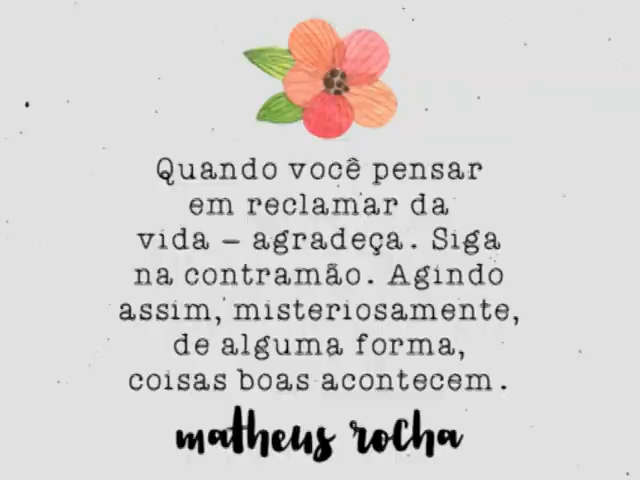 Quando você pensar
em reclamar da
vida – agradeça. Siga
na contramão. Agindo
assim, misteriosamente,
de alguma forma,
coisas boas acontecem.
matheus rocha